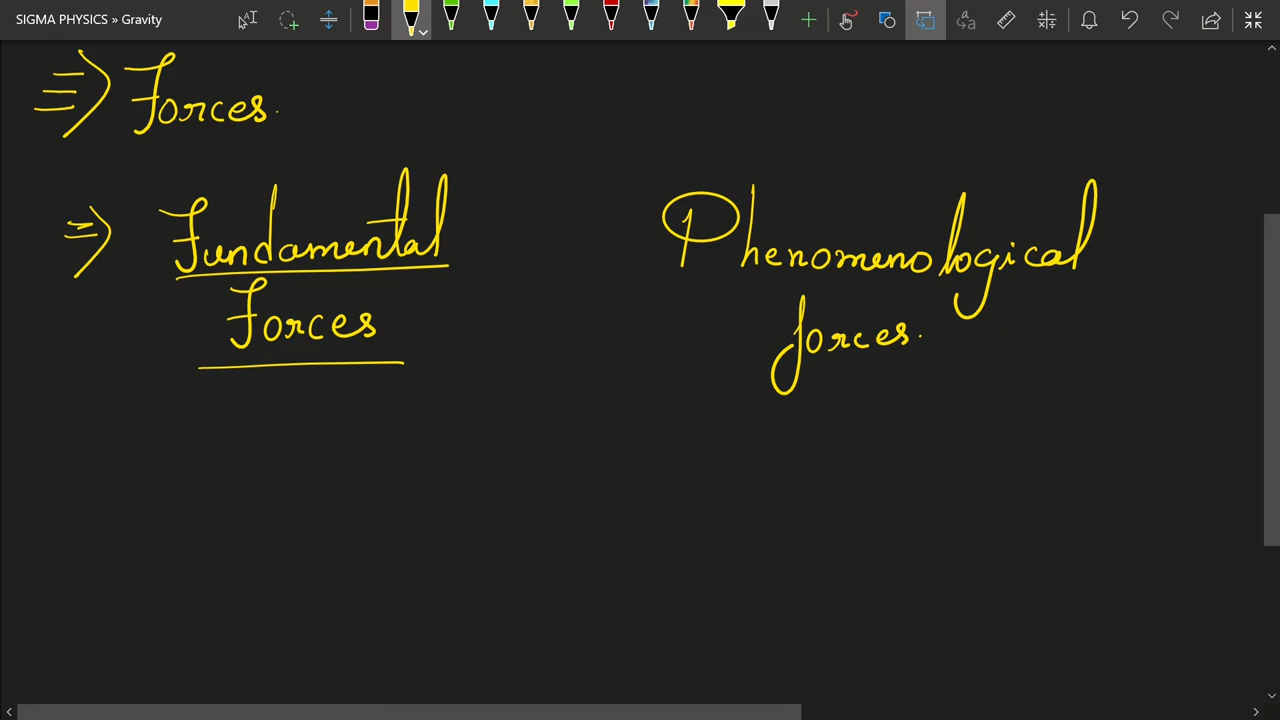 SIGMA PHYSICS » Gravity
⇛ Forces.
⇒ Fundamental
Forces
Phenomenological
forces.